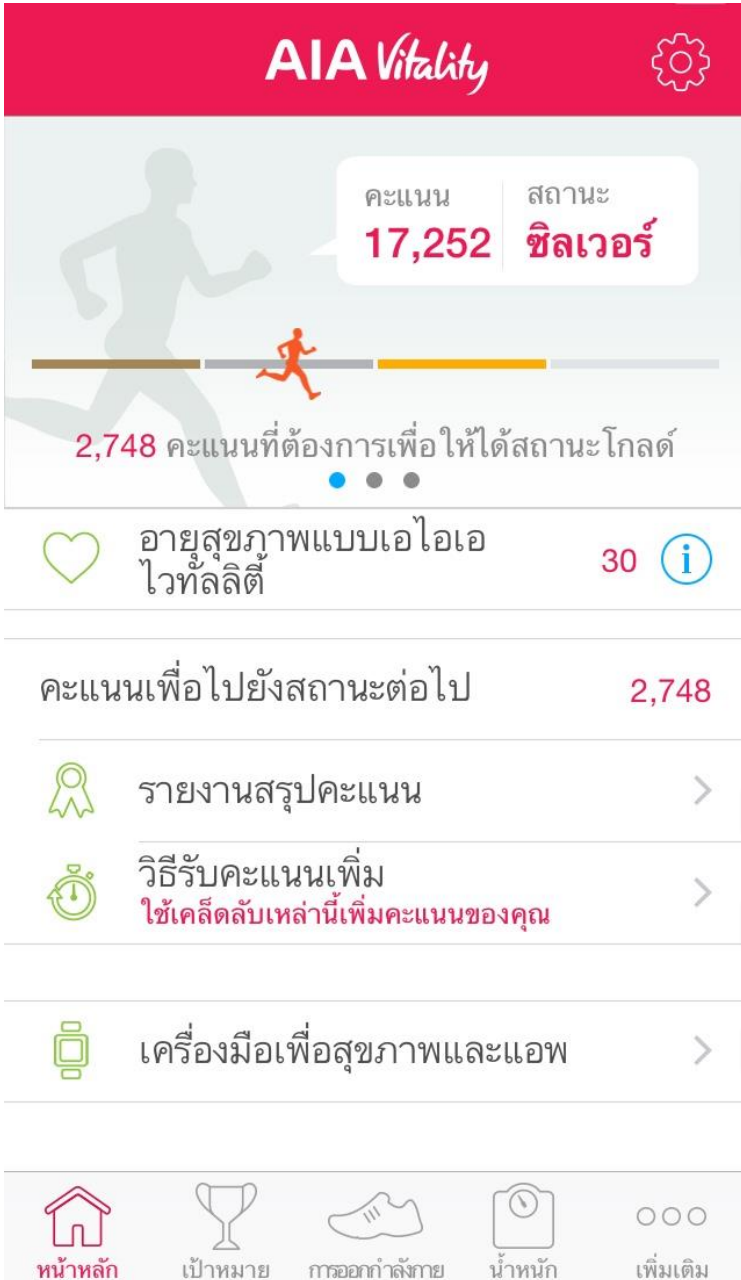 AIA Vitality
คะแนน
17,252
สถานะ
ซิลเวอร์
2,748 คะแนนที่ต้องการเพื่อให้ได้สถานะโกลด์
อายุสุขภาพแบบเอไอเอ
ไวทัลลิตี้
30
i
คะแนนเพื่อไปยังสถานะต่อไป 2,748
รายงานสรุปคะแนน
วิธีรับคะแนนเพิ่ม
ใช้เคล็ดลับเหล่านี้เพิ่มคะแนนของคุณ
เครื่องมือเพื่อสุขภาพและแอพ
หน้าหลัก เป้าหมาย การออกกำลังกาย น้ำหนัก เพิ่มเติม